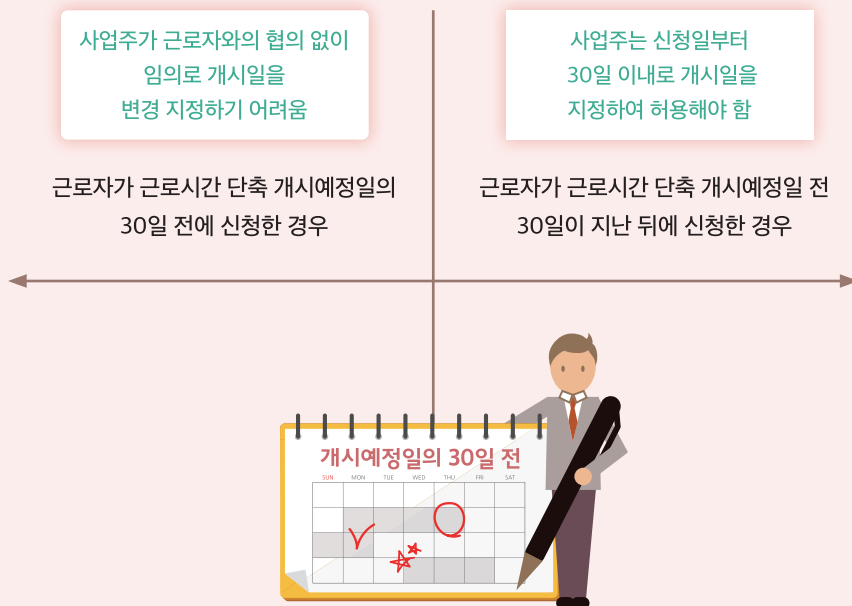 사업주가 근로자와의 협의 없이
임의로 개시일을
변경 지정하기 어려움
근로자가 근로시간 단축 개시예정일의
30일 전에 신청한 경우
사업주는 신청일부터
30일 이내로 개시일을
지정하여 허용해야 함
근로자가 근로시간 단축 개시예정일 전
30일이 지난 뒤에 신청한 경우
개시예정일의 30일 전
SUN MON TUE WED THU FRI SAT